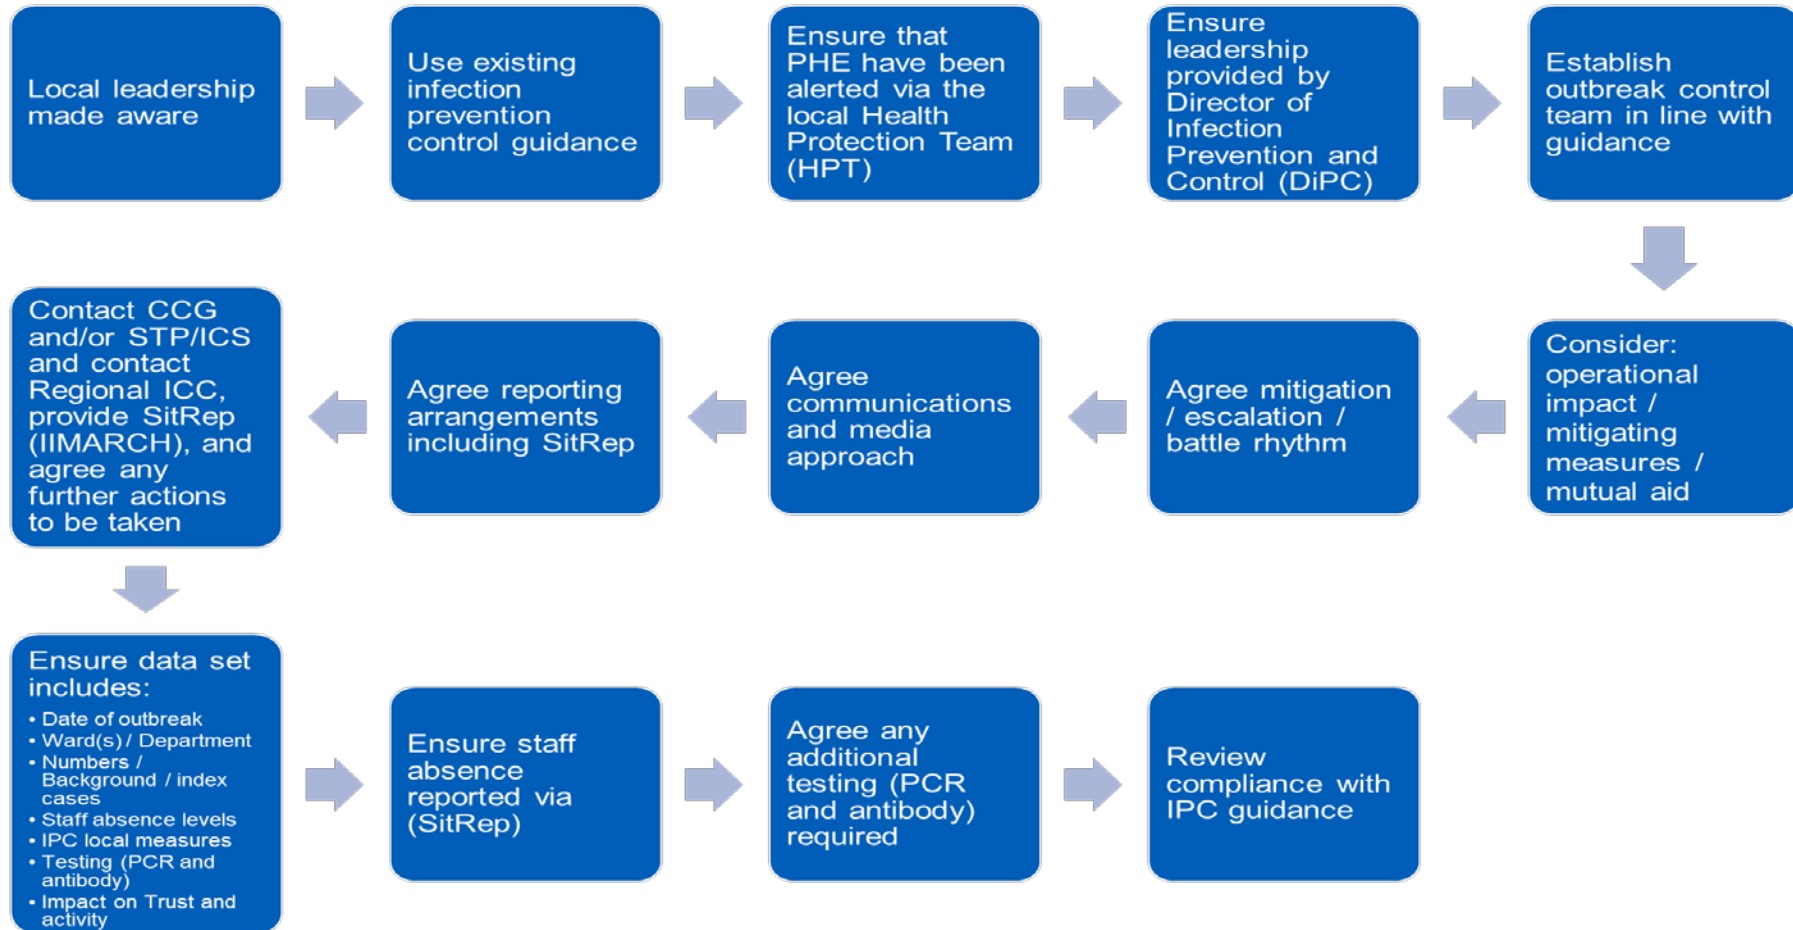 Local leadership
made aware
Use existing
infection
prevention
control guidance
Ensure that
PHE have been
alerted via the
local Health
Protection Team
(HPT)
Ensure
leadership
provided by
Director of
Infection
Prevention and
Control (DiPC)
Establish
outbreak control
team in line with
guidance
Consider:
operational
impact /
mitigating
measures /
mutual aid
Agree mitigation
/ escalation /
battle rhythm
Agree
communications
and media
approach
Agree reporting
arrangements
including SitRep
Contact CCG
and/or STP/ICS
and contact
Regional ICC,
provide SitRep
(IIMARCH), and
agree any
further actions
to be taken
Ensure data set
includes:
• Date of outbreak
• Ward(s) / Department
• Numbers /
Background / index
cases
• Staff absence levels
• IPC local measures
• Testing (PCR and
antibody)
• Impact on Trust and
activity
Ensure staff
absence
reported via
(SitRep)
Agree any
additional
testing (PCR
and antibody)
required
Review
compliance with
IPC guidance